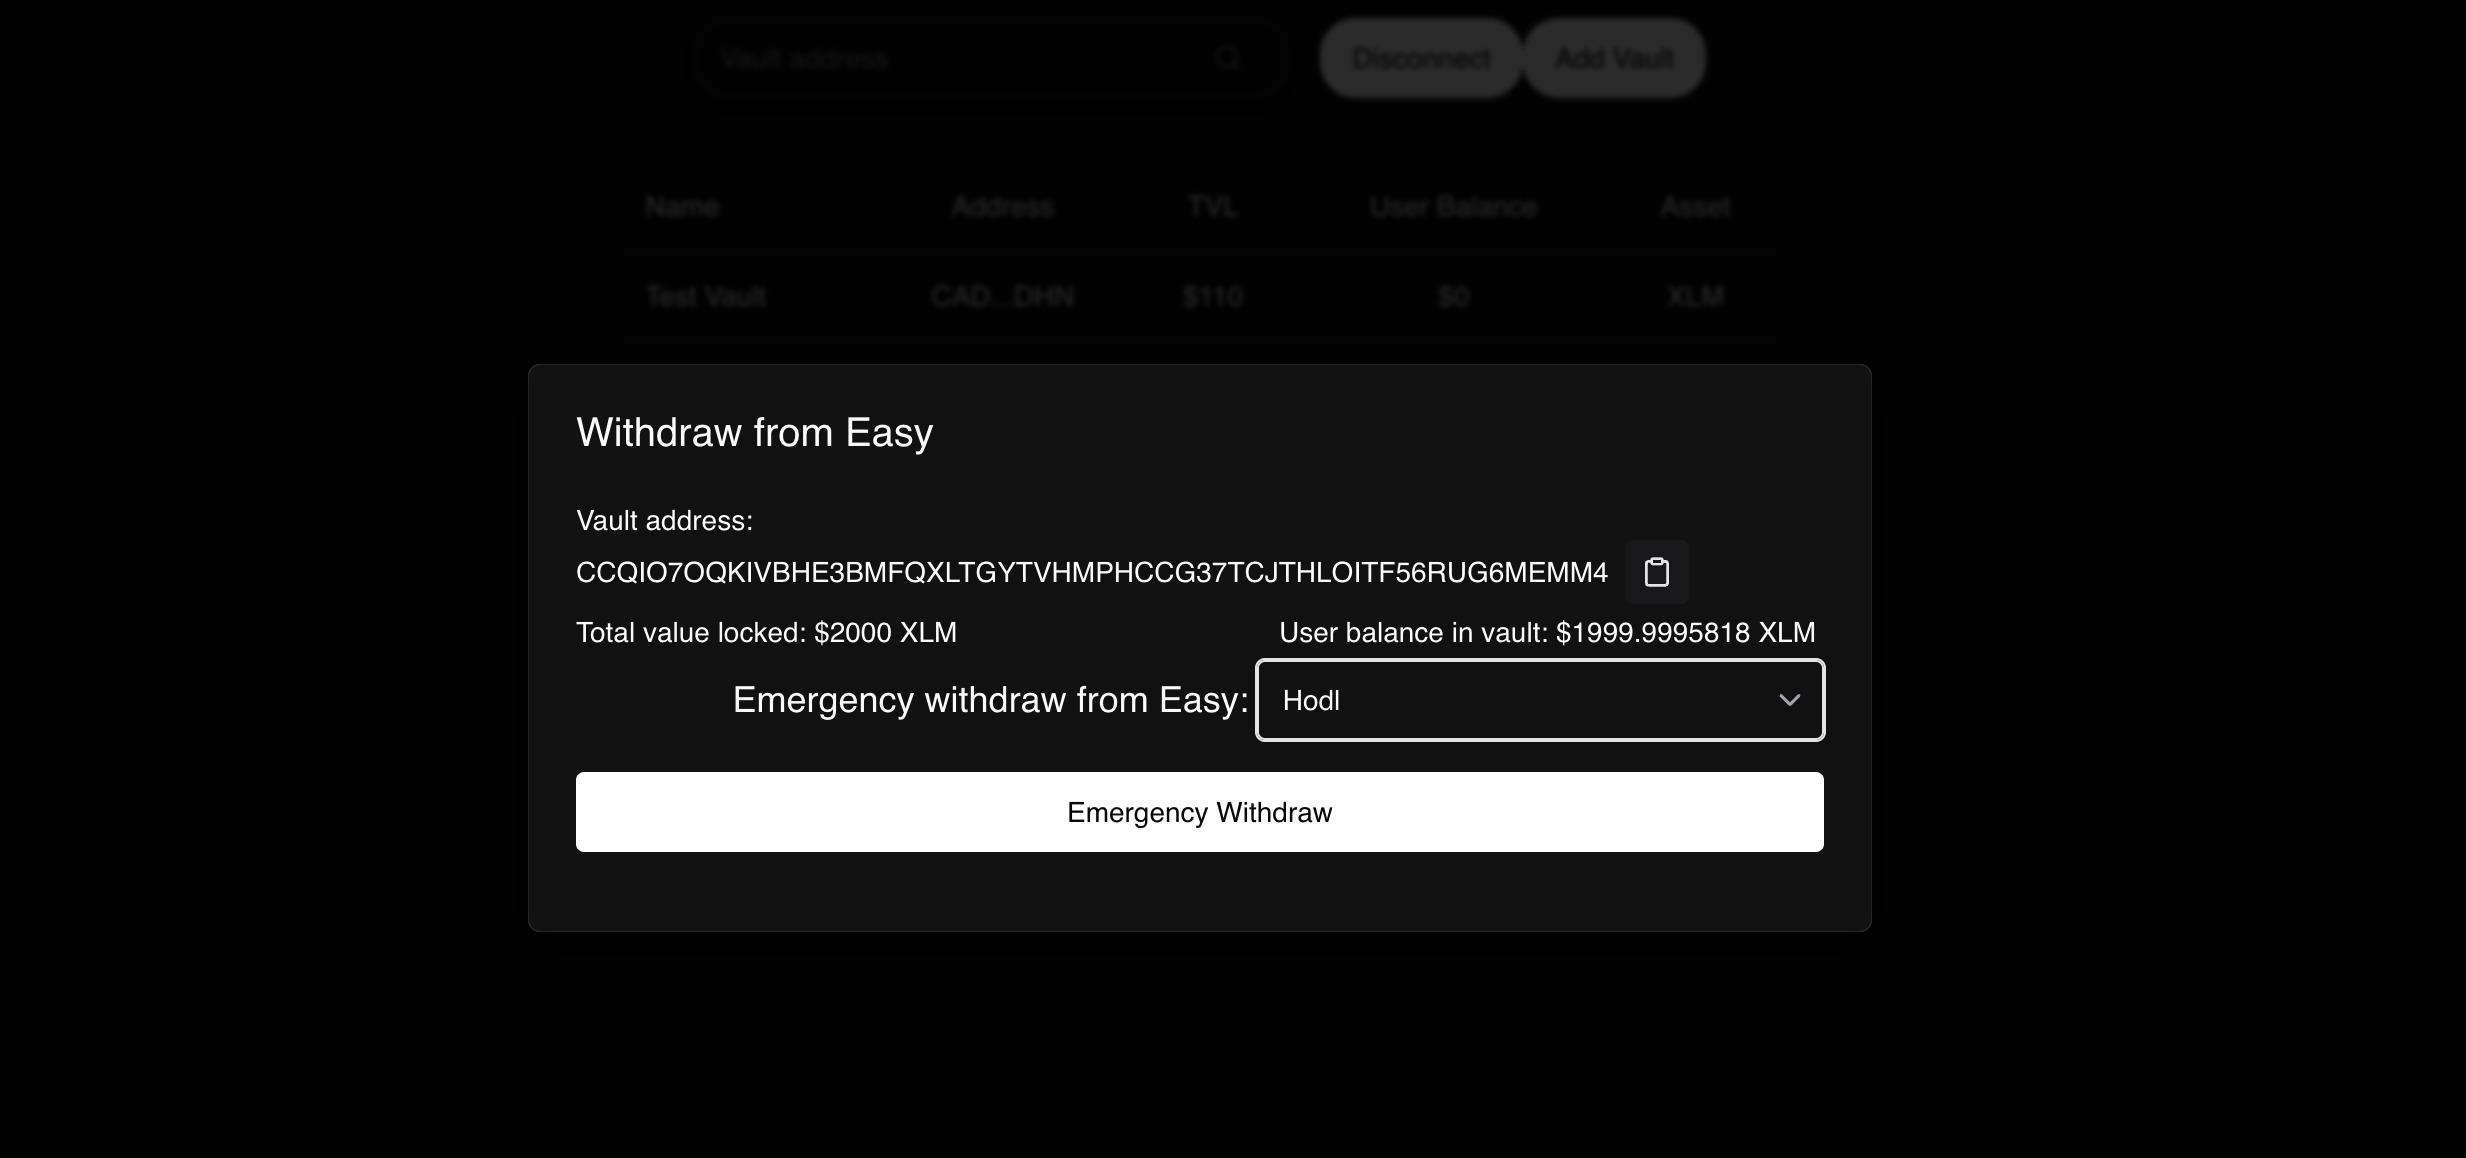 Vault address
Disconnect
Add Vault
Name Address TVL User Balance Asset
Test Vault CAD...DHN $110 $0 XLM
Withdraw from Easy
Vault address:
CCQIO7OQKIVBHE3BMFQXLTGYTVHMPHCCG37TCJTHLOITF56RUG6MEMM4
Total value locked: $2000 XLM User balance in vault: $1999.9995818 XLM
Emergency withdraw from Easy: Hodl
Emergency Withdraw